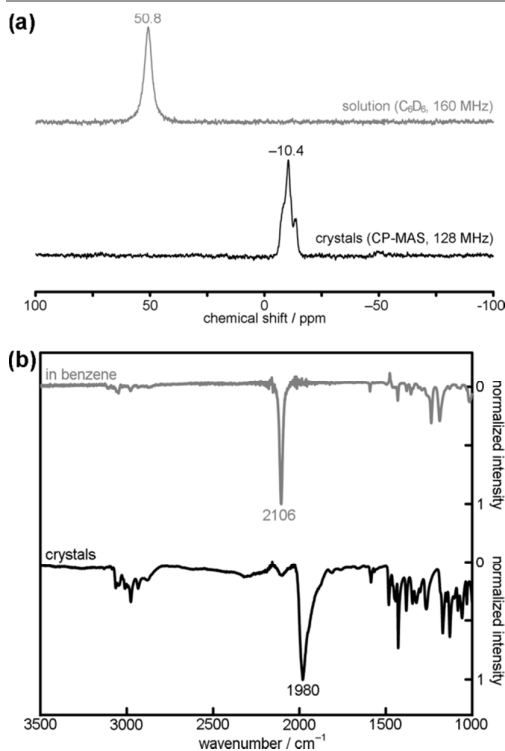 (a)
50.8
solution (C₆D₆, 160 MHz)
–10.4
crystals (CP-MAS, 128 MHz)
100 50 0 –50 –100
chemical shift / ppm
(b)
in benzene
0
normalized intensity
2106
1
crystals
0
normalized intensity
1980
1
3500 3000 2500 2000 1500 1000
wavenumber / cm⁻¹